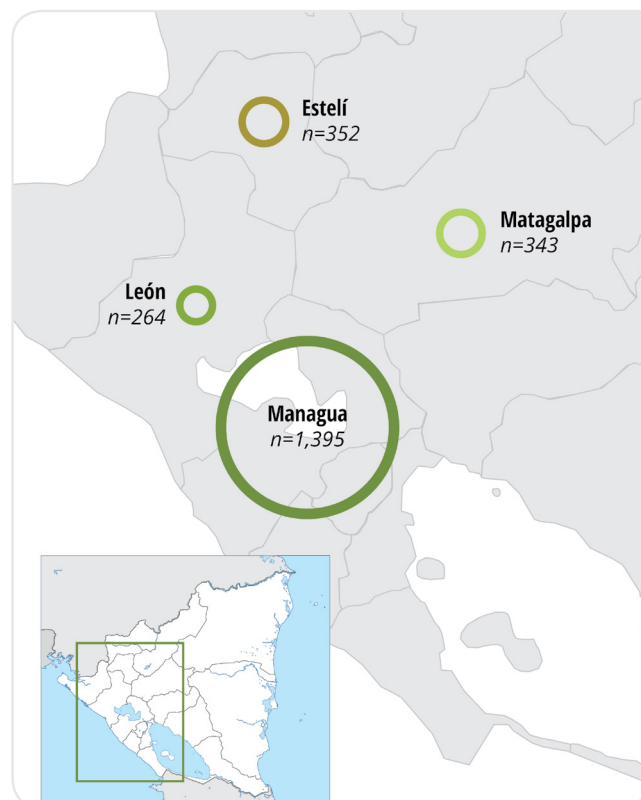 Estelí
n=352
Matagalpa
n=343
León
n=264
Managua
n=1,395